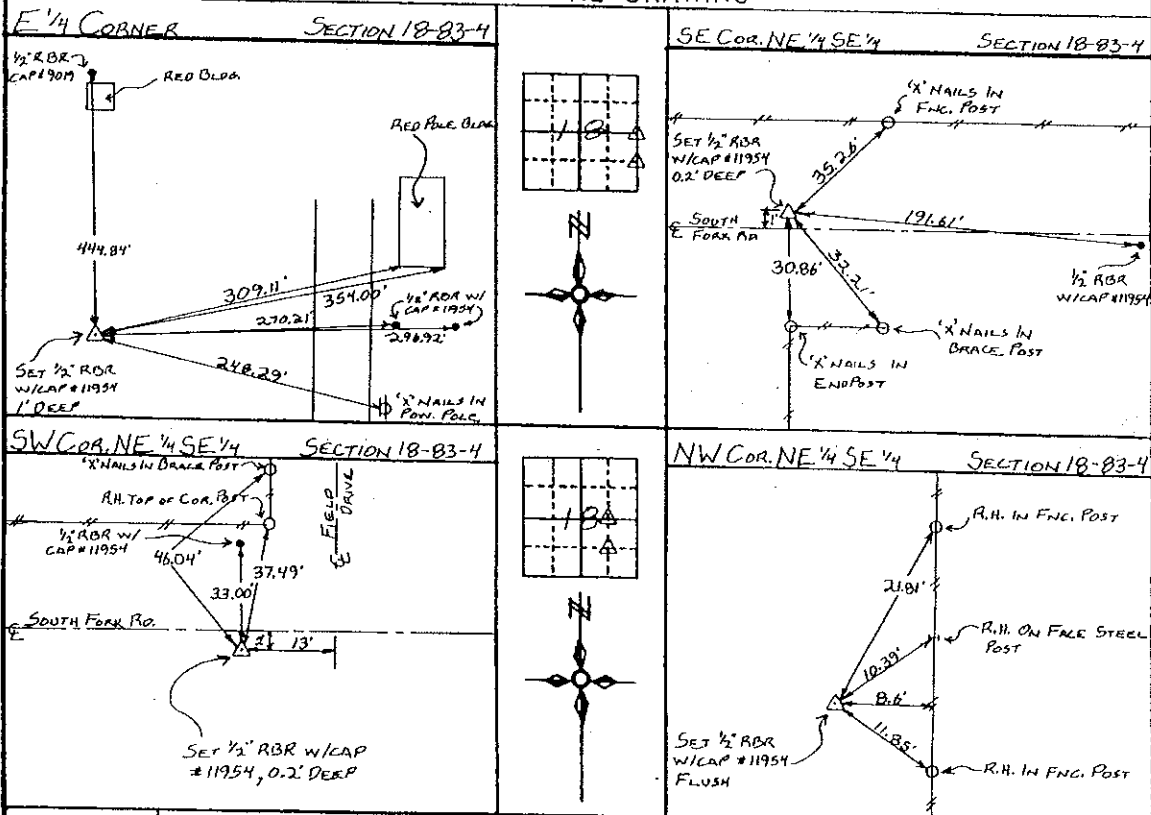 E 1/4 CORNER SECTION 18-83-4
1/2" RBR
CAP# 9019
RED BLDG.
RED POLE BLDG
444.84'
309.11'
354.00'
270.21'
1/2" RBR W/
CAP #11954
296.92'
248.29'
SET 1/2" RBR
W/CAP #11954
1' DEEP
'X' NAILS IN
POW. POLE
18
N
SE COR. NE 1/4 SE 1/4 SECTION 18-83-4
'X' NAILS IN
FNC. POST
SET 1/2" RBR
W/CAP #11954
0.2' DEEP
35.26'
1'
191.61'
℄ SOUTH
FORK RD
30.86'
32.21'
1/2" RBR
W/CAP #11954
'X' NAILS IN
BRACE POST
'X' NAILS IN
END POST
SW COR. NE 1/4 SE 1/4 SECTION 18-83-4
'X' NAILS IN BRACE POST
R.H. TOP OF COR. POST
℄ FIELD
DRIVE
1/2" RBR W/
CAP #11954
46.04'
37.49'
33.00'
℄ SOUTH FORK RD.
2'
13'
SET 1/2" RBR W/CAP
#11954, 0.2' DEEP
18
N
NW COR. NE 1/4 SE 1/4 SECTION 18-83-4
R.H. IN FNC. POST
21.81'
R.H. ON FACE STEEL
POST
10.39'
8.6'
11.85'
SET 1/2" RBR
W/CAP #11954
FLUSH
R.H. IN FNC. POST